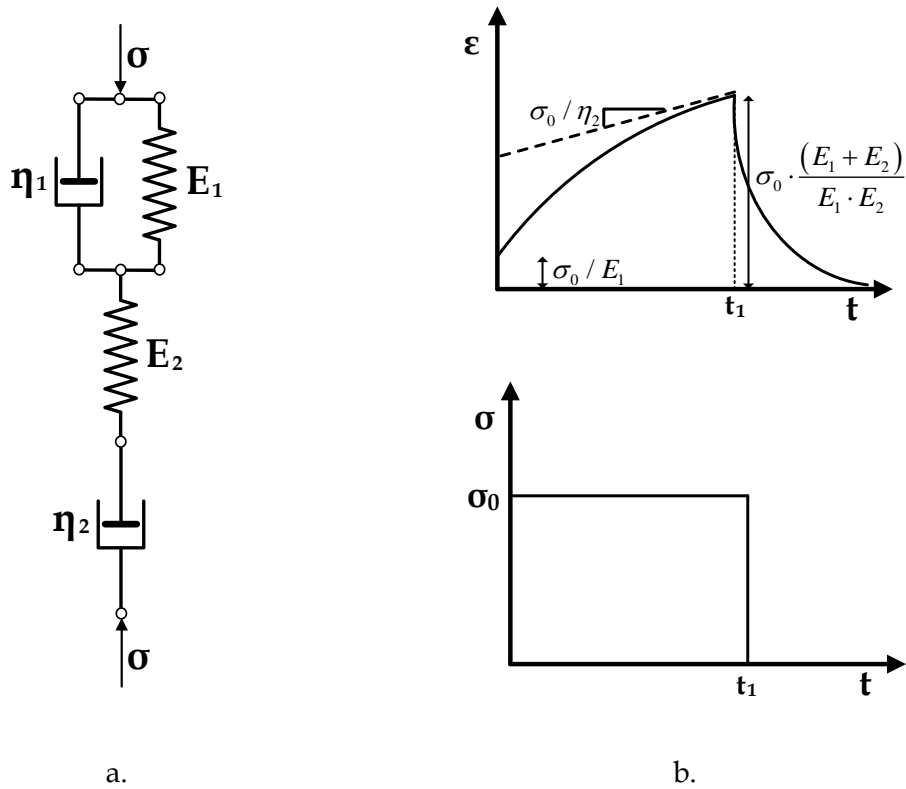 σ
η₁
E₁
E₂
η₂
σ
a.
ε
σ₀ / η₂
σ₀ · (E₁ + E₂) / E₁ · E₂
σ₀ / E₁
t₁
t
σ
σ₀
t₁
t
b.